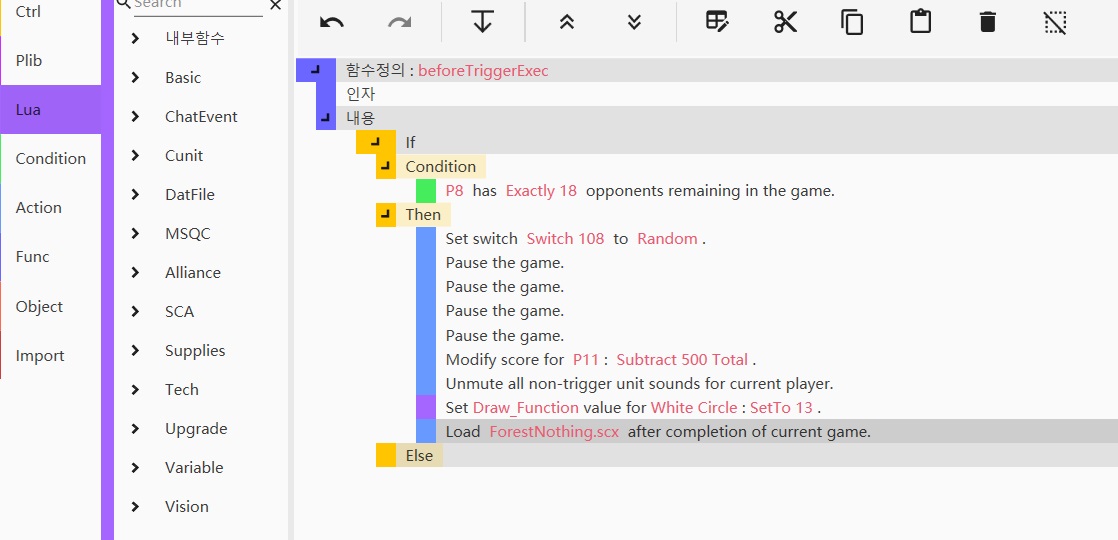 Ctrl
Plib
Lua
Condition
Action
Func
Object
Import
Search
내부함수
Basic
ChatEvent
Cunit
DatFile
MSQC
Alliance
SCA
Supplies
Tech
Upgrade
Variable
Vision
함수정의 : beforeTriggerExec
인자
내용
If
Condition
P8 has Exactly 18 opponents remaining in the game.
Then
Set switch Switch 108 to Random .
Pause the game.
Pause the game.
Pause the game.
Pause the game.
Modify score for P11 : Subtract 500 Total .
Unmute all non-trigger unit sounds for current player.
Set Draw_Function value for White Circle : SetTo 13 .
Load ForestNothing.scx after completion of current game.
Else